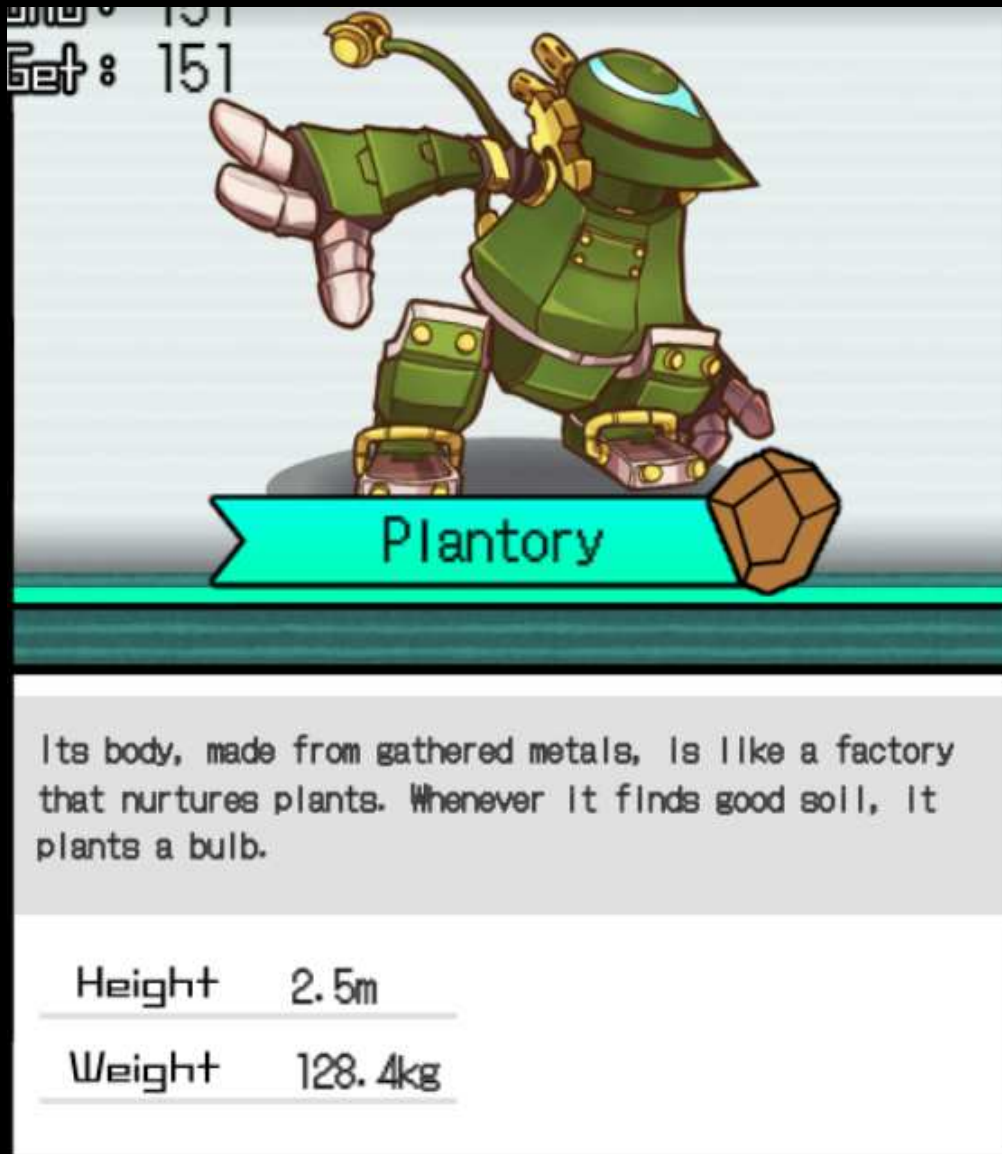 151
Get: 151
Plantory
Its body, made from gathered metals, is like a factory
that nurtures plants. Whenever it finds good soil, it
plants a bulb.
Height 2.5m
Weight 128.4kg